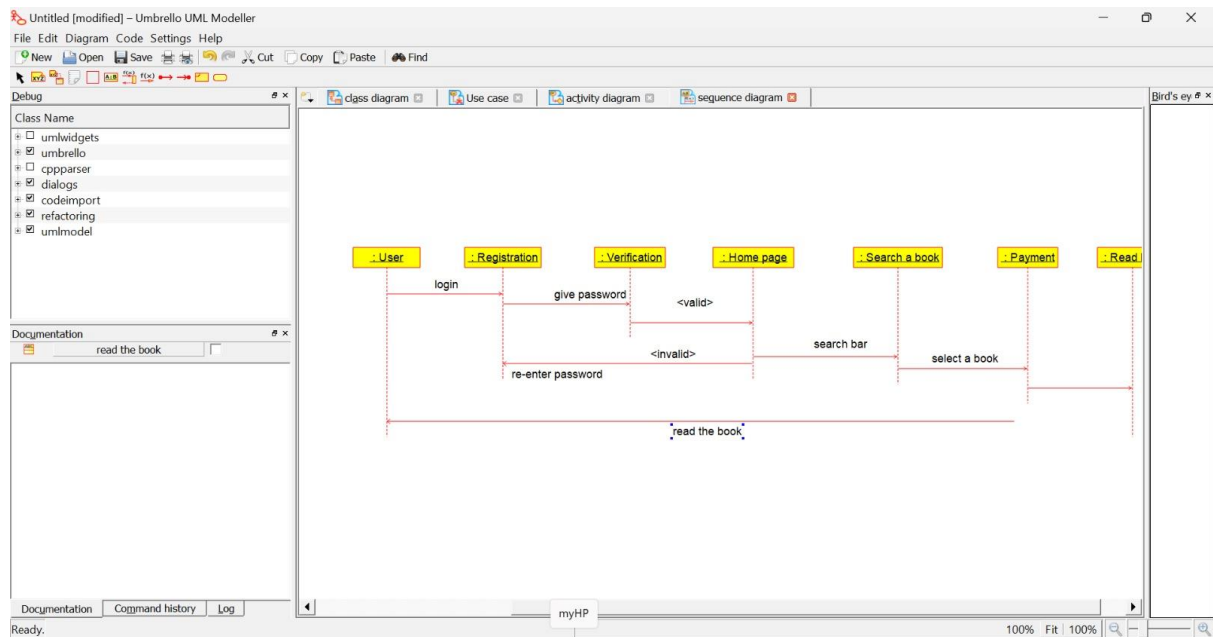 Untitled [modified] – Umbrello UML Modeller
File Edit Diagram Code Settings Help
New Open Save Cut Copy Paste Find
Debug
class diagram Use case activity diagram sequence diagram
Bird's ey
Class Name
umlwidgets
umbrello
cppparser
dialogs
codeimport
refactoring
umlmodel
: User : Registration : Verification : Home page : Search a book : Payment : Read
login
give password
<valid>
search bar
<invalid>
select a book
re-enter password
read the book
Documentation
read the book
Documentation Command history Log
myHP
Ready.
100% Fit 100%